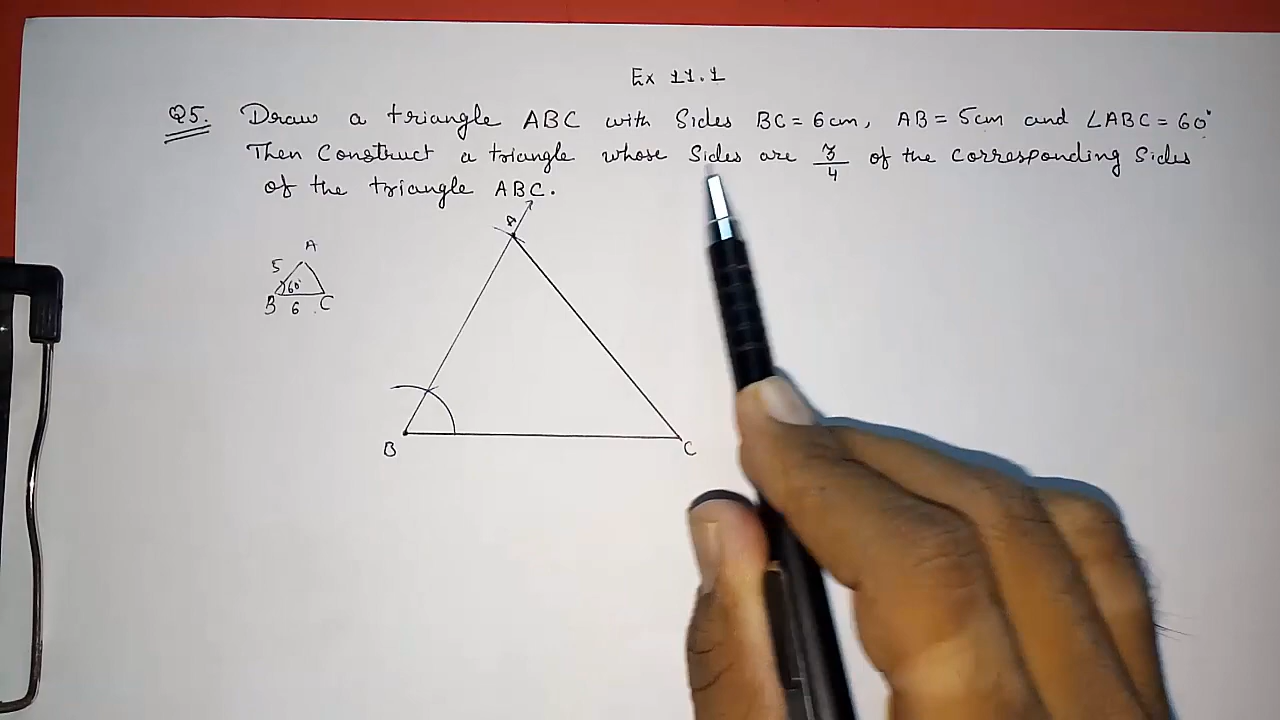 Ex 11.1
Q5. Draw a triangle ABC with Sides BC = 6cm, AB = 5cm and ∠ABC = 60°
Then Construct a triangle whose Sides are 3/4 of the Corresponding Sides
of the triangle ABC.
A
A
5
60°
B
6
C
B
C